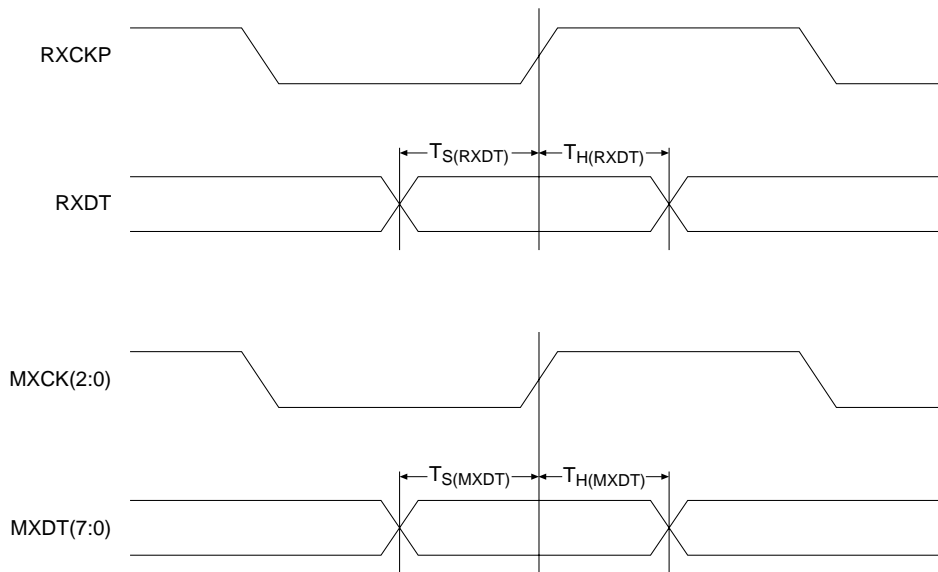 RXCKP
TS(RXDT) TH(RXDT)
RXDT
MXCK(2:0)
TS(MXDT) TH(MXDT)
MXDT(7:0)